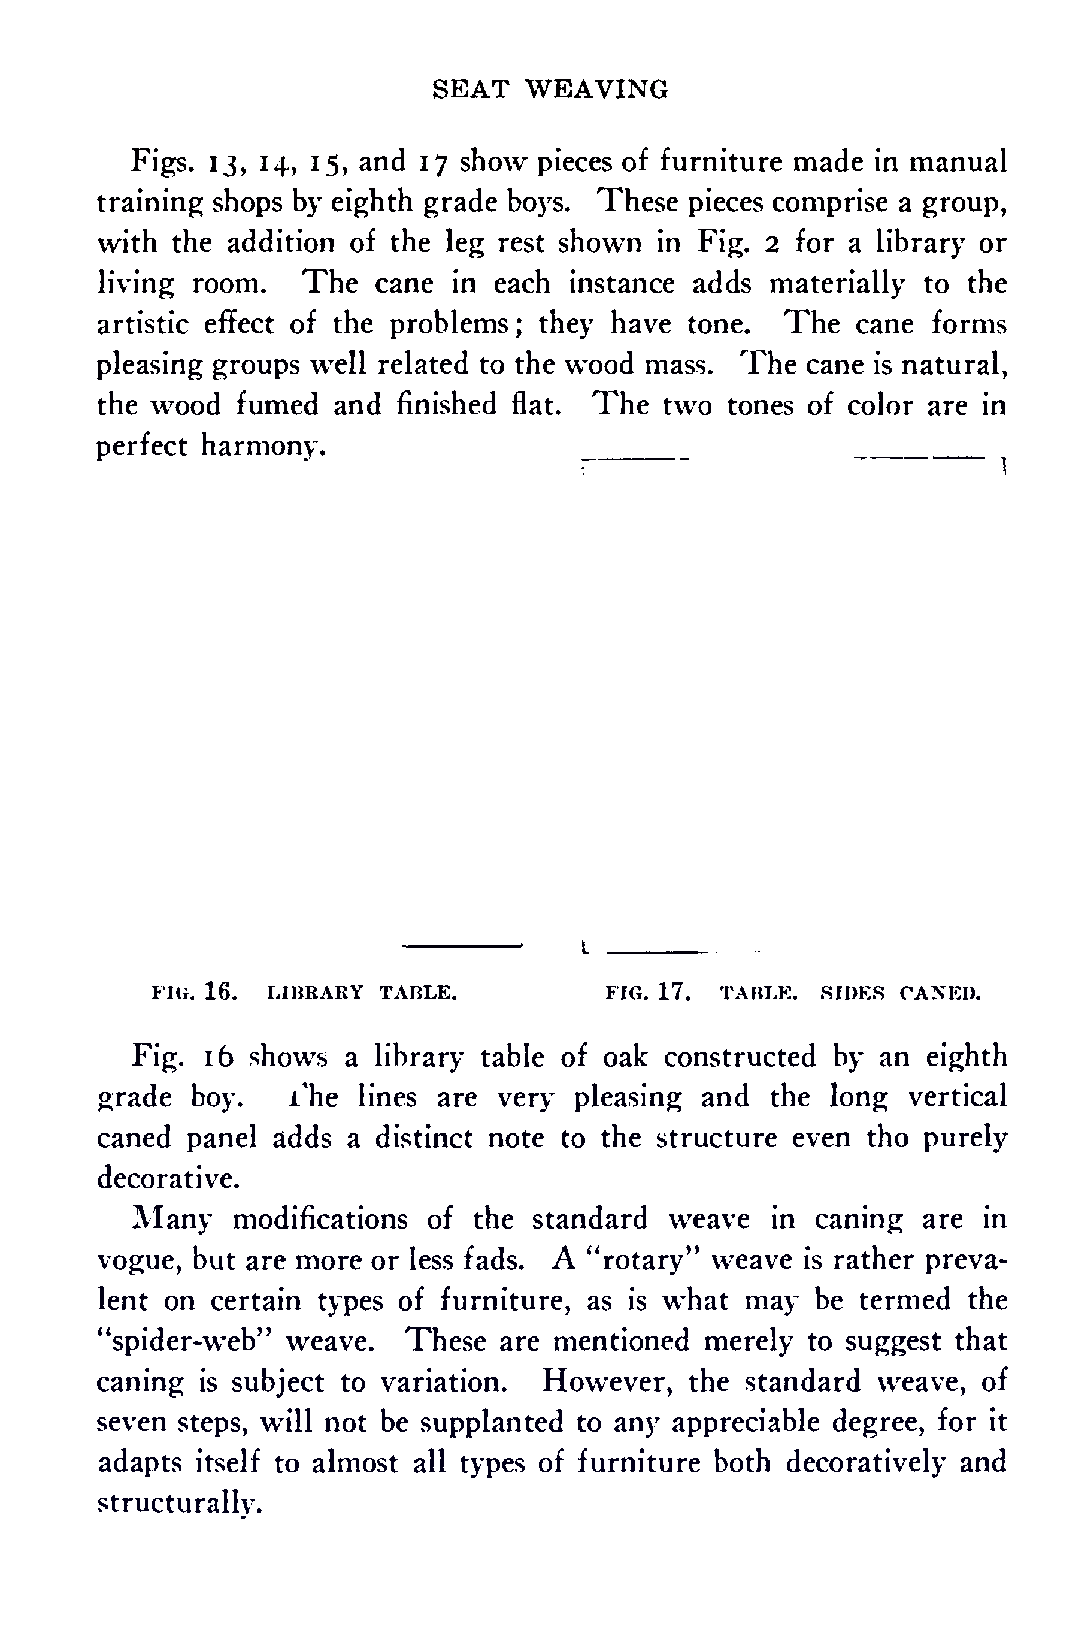 SEAT WEAVING
Figs. 13, 14, 15, and 17 show pieces of furniture made in manual
training shops by eighth grade boys. These pieces comprise a group,
with the addition of the leg rest shown in Fig. 2 for a library or
living room. The cane in each instance adds materially to the
artistic effect of the problems; they have tone. The cane forms
pleasing groups well related to the wood mass. The cane is natural,
the wood fumed and finished flat. The two tones of color are in
perfect harmony.
FIG. 16. LIBRARY TABLE.
FIG. 17. TABLE. SIDES CANED.
Fig. 16 shows a library table of oak constructed by an eighth
grade boy. The lines are very pleasing and the long vertical
caned panel adds a distinct note to the structure even tho purely
decorative.
Many modifications of the standard weave in caning are in
vogue, but are more or less fads. A "rotary" weave is rather preva-
lent on certain types of furniture, as is what may be termed the
"spider-web" weave. These are mentioned merely to suggest that
caning is subject to variation. However, the standard weave, of
seven steps, will not be supplanted to any appreciable degree, for it
adapts itself to almost all types of furniture both decoratively and
structurally.